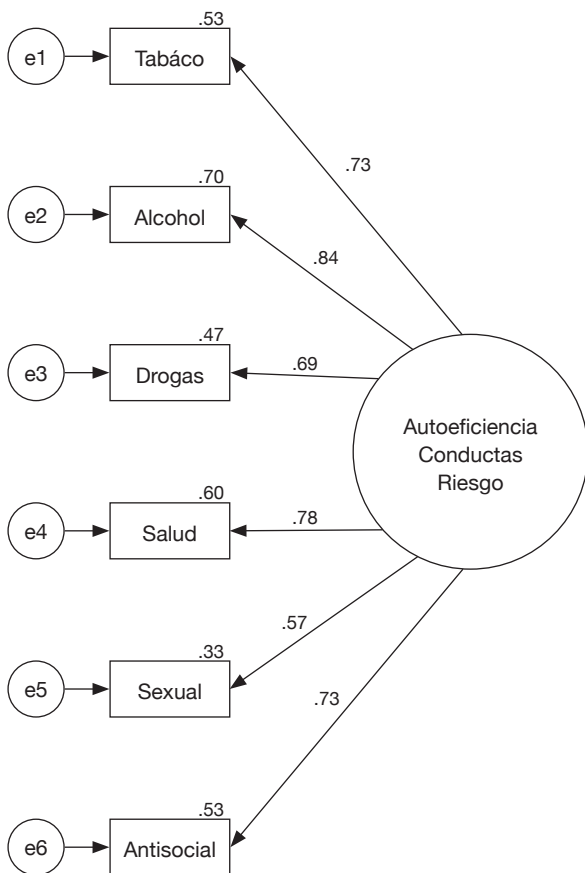 .53
e1
Tabáco
.73
.70
e2
Alcohol
.84
.47
e3
Drogas
.69
Autoeficiencia
Conductas
Riesgo
.60
e4
Salud
.78
.57
.33
e5
Sexual
.73
.53
e6
Antisocial